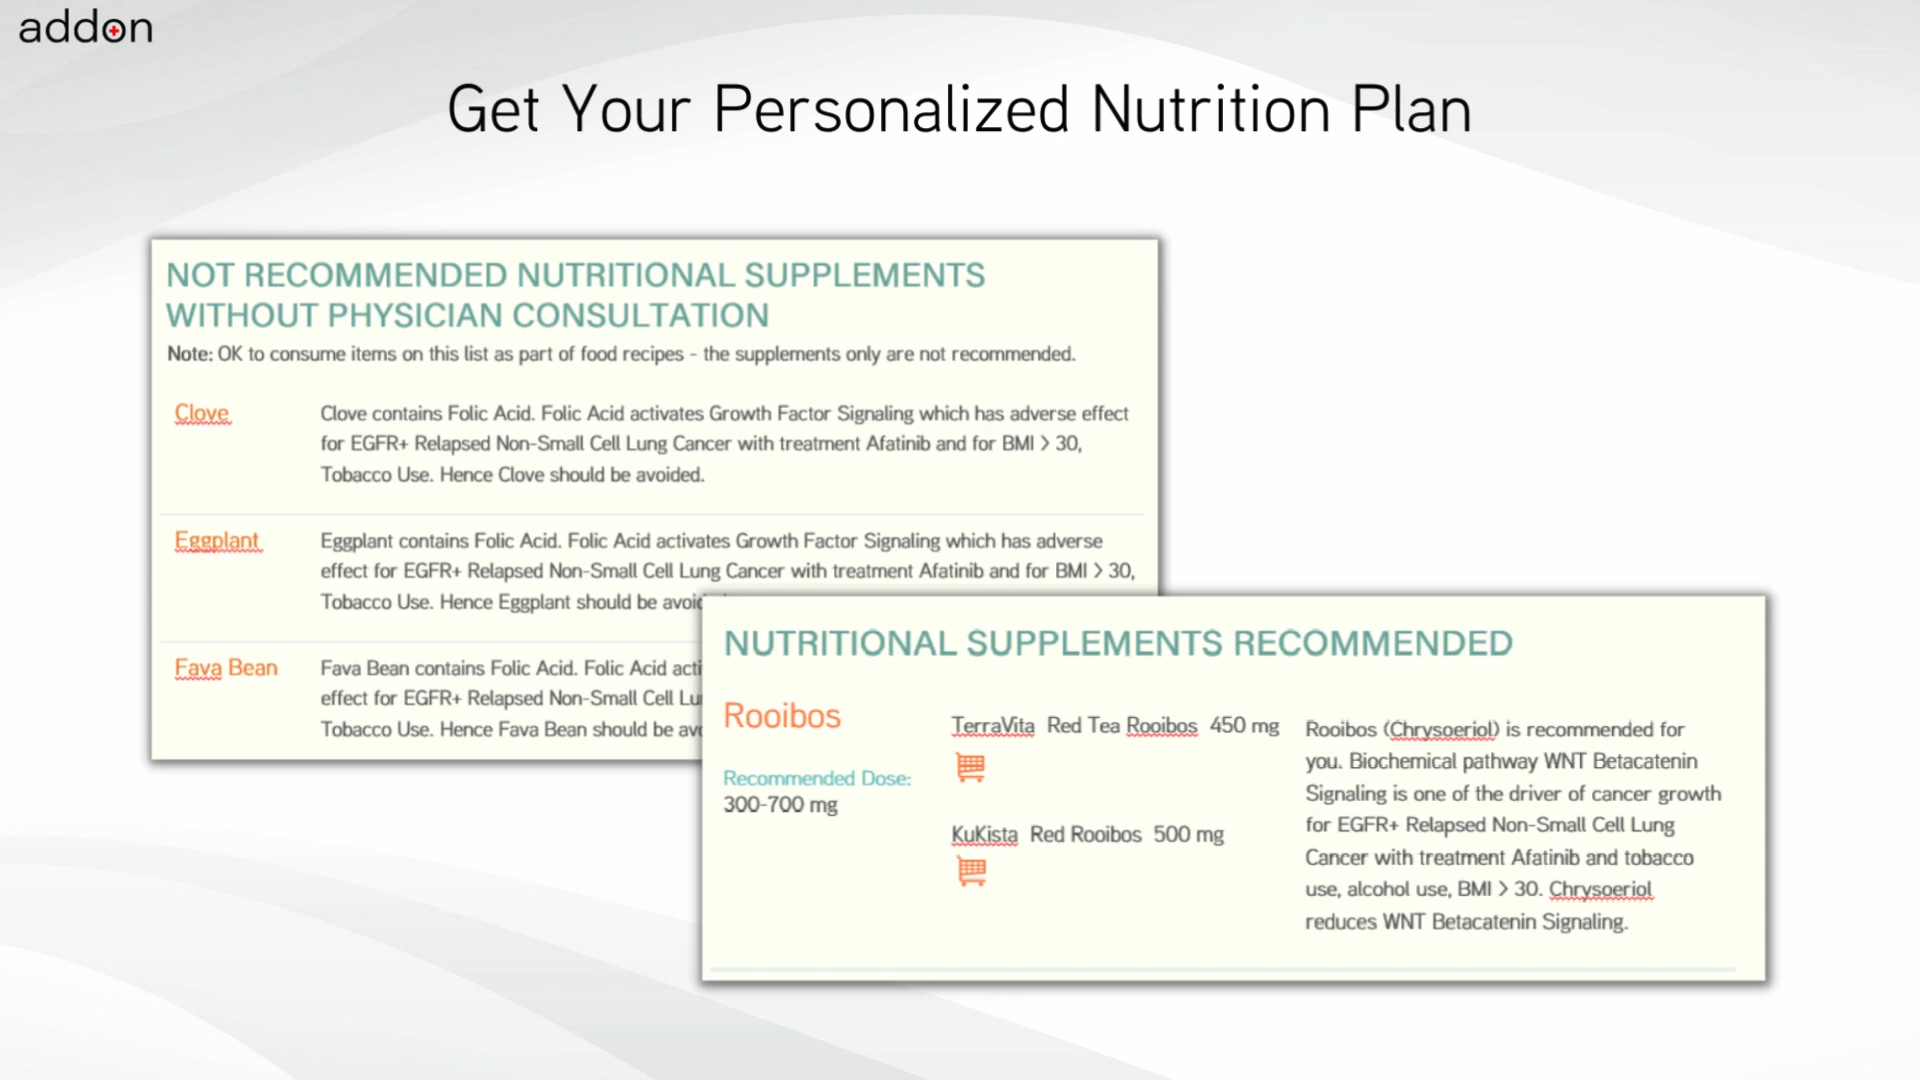 addon
Get Your Personalized Nutrition Plan
NOT RECOMMENDED NUTRITIONAL SUPPLEMENTS
WITHOUT PHYSICIAN CONSULTATION
Note: OK to consume items on this list as part of food recipes - the supplements only are not recommended.
Clove
Clove contains Folic Acid. Folic Acid activates Growth Factor Signaling which has adverse effect
for EGFR+ Relapsed Non-Small Cell Lung Cancer with treatment Afatinib and for BMI > 30,
Tobacco Use. Hence Clove should be avoided.
Eggplant
Eggplant contains Folic Acid. Folic Acid activates Growth Factor Signaling which has adverse
effect for EGFR+ Relapsed Non-Small Cell Lung Cancer with treatment Afatinib and for BMI > 30,
Tobacco Use. Hence Eggplant should be
Fava Bean
Fava Bean contains Folic Acid. Folic Acid
effect for EGFR+ Relapsed Non-Small Cell
Tobacco Use. Hence Fava Bean should be
NUTRITIONAL SUPPLEMENTS RECOMMENDED
Rooibos
Recommended Dose:
300-700 mg
TerraVita Red Tea Rooibos 450 mg
KuKista Red Rooibos 500 mg
Rooibos (Chrysoeriol) is recommended for
you. Biochemical pathway WNT Betacatenin
Signaling is one of the driver of cancer growth
for EGFR+ Relapsed Non-Small Cell Lung
Cancer with treatment Afatinib and tobacco
use, alcohol use, BMI > 30. Chrysoeriol
reduces WNT Betacatenin Signaling.